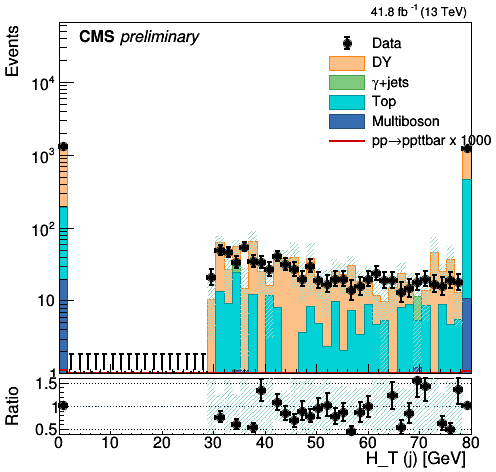 41.8 fb⁻¹ (13 TeV)
CMS preliminary
Events
Data
DY
γ+jets
Top
Multiboson
pp→ppttbar x 1000
10⁴
10³
10²
10
1
Ratio
1.5
1
0.5
0 10 20 30 40 50 60 70 80
H_T (j) [GeV]